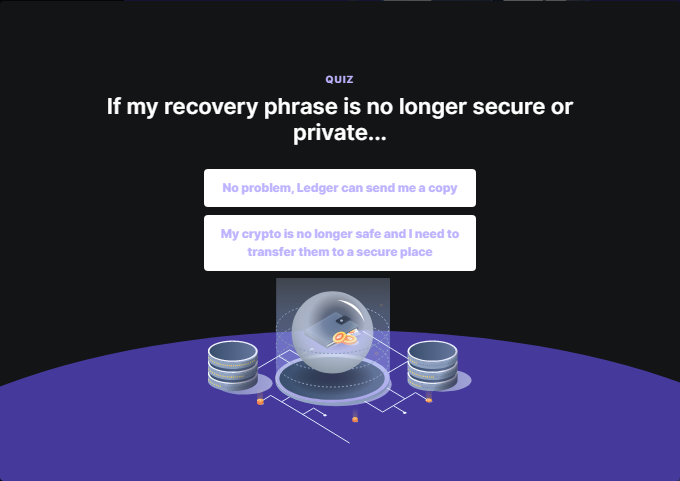 QUIZ
If my recovery phrase is no longer secure or
private...
No problem, Ledger can send me a copy
My crypto is no longer safe and I need to
transfer them to a secure place